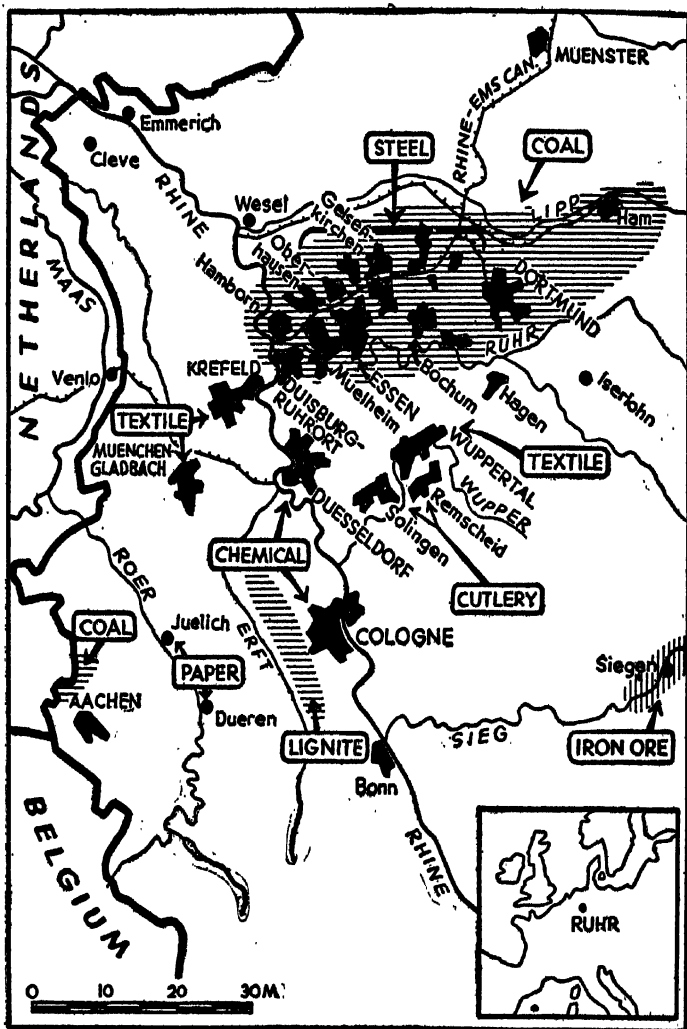 MUENSTER
RHINE-EMS CAN.
NETHERLANDS
Emmerich
Cleve
STEEL
COAL
RHINE
Wesel
LIPP
Ham
Gelsen-
kirchen
Ober-
hausen
Hamborn
MAAS
DORTMUND
RUHR
Venlo
KREFELD
ESSEN
Muelheim
Bochum
Hagen
Iserlohn
DUISBURG-
RUHRORT
TEXTILE
MUENCHEN
GLADBACH
WUPPERTAL
TEXTILE
WUPPER
Remscheid
Solingen
DUESSELDORF
CHEMICAL
CUTLERY
ROER
COAL
Juelich
ERFT
COLOGNE
PAPER
Siegen
AACHEN
Dueren
LIGNITE
SIEG
IRON ORE
Bonn
BELGIUM
RHINE
RUHR
0 10 20 30M.